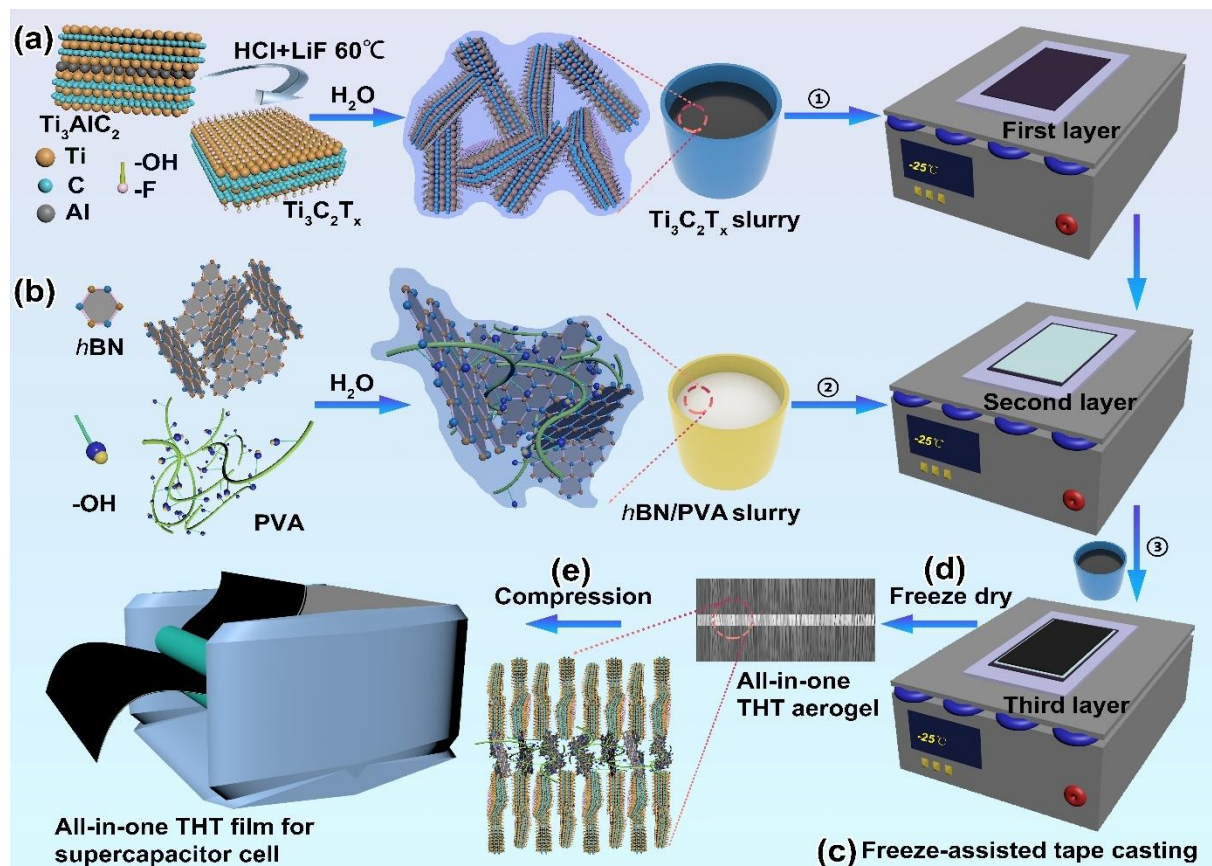 (a)
HCl+LiF 60℃
H₂O
Ti₃AlC₂
Ti
C
Al
-OH
-F
Ti₃C₂Tₓ
Ti₃C₂Tₓ slurry
①
First layer
-25℃
(b)
hBN
-OH
PVA
H₂O
hBN/PVA slurry
②
Second layer
-25℃
③
(d)
Freeze dry
Third layer
-25℃
(c) Freeze-assisted tape casting
All-in-one
THT aerogel
(e)
Compression
All-in-one THT film for
supercapacitor cell